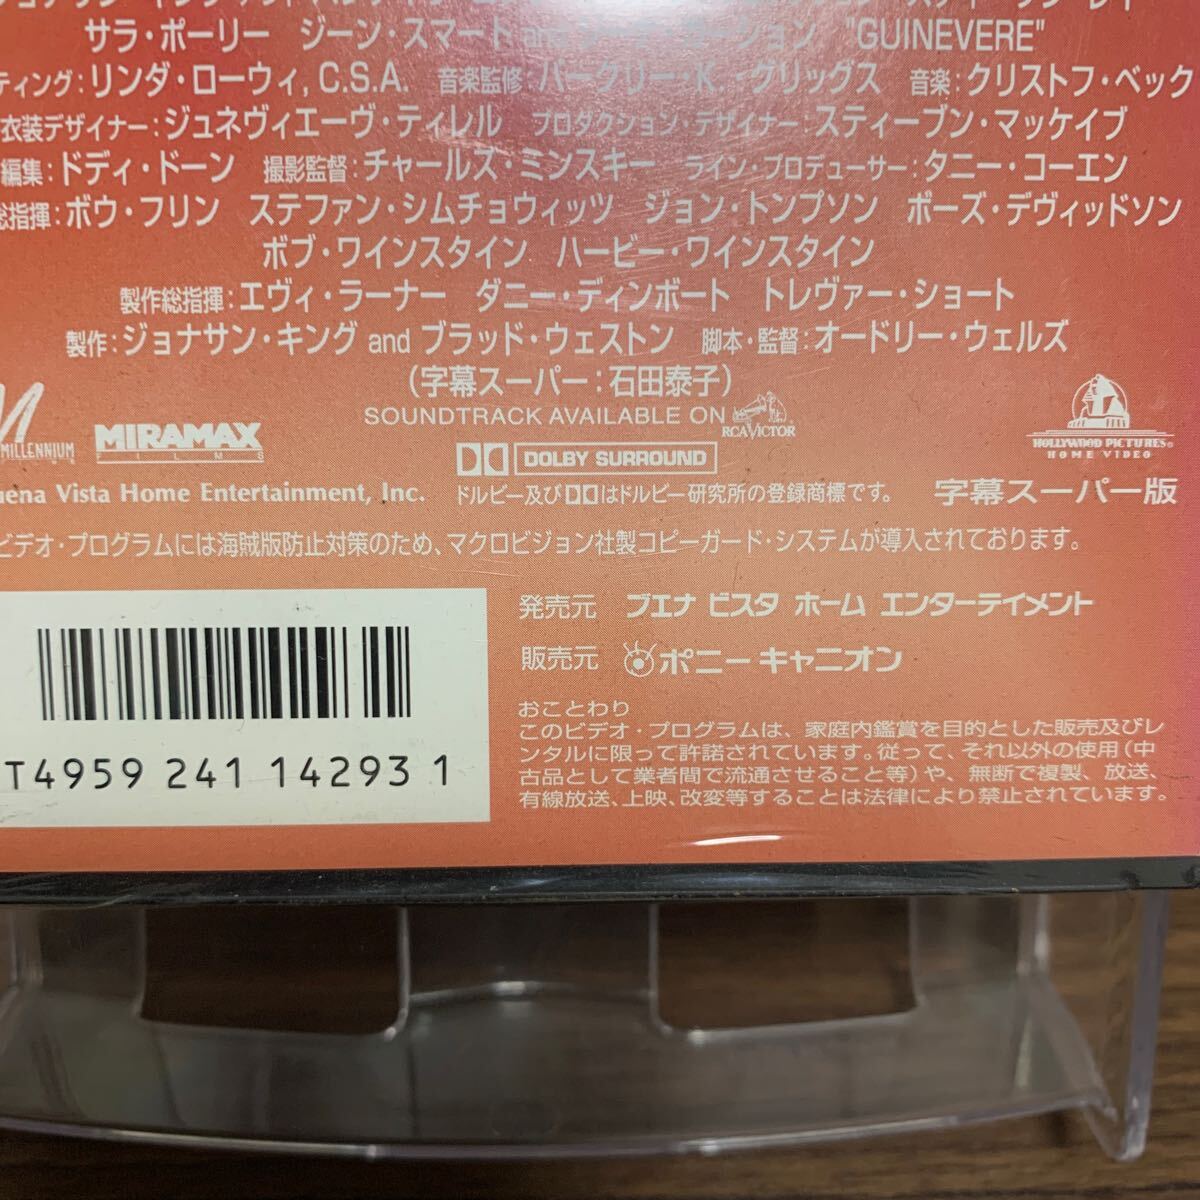 サラ・ポーリー ジーン・スマート and "GUINEVERE"
ティング：リンダ・ローウィ, C.S.A. 音楽監修：バークリー・K.・グリッグス 音楽：クリストフ・ベック
衣装デザイナー：ジュネヴィエーヴ・ティレル プロダクション・デザイナー：スティーブン・マッケイブ
編集：ドディ・ドーン 撮影監督：チャールズ・ミンスキー ライン・プロデューサー：タニー・コーエン
総指揮：ボウ・フリン ステファン・シムチョウィッツ ジョン・トンプソン ボーズ・デヴィッドソン
ボブ・ワインスタイン ハービー・ワインスタイン
製作総指揮：エヴィ・ラーナー ダニー・ディンボート トレヴァー・ショート
製作：ジョナサン・キング and ブラッド・ウェストン 脚本・監督：オードリー・ウェルズ
（字幕スーパー：石田泰子）
SOUNDTRACK AVAILABLE ON RCA VICTOR
MILLENNIUM
MIRAMAX
FILMS
DOLBY SURROUND
HOLLYWOOD PICTURES
HOME VIDEO
uena Vista Home Entertainment, Inc.
ドルビー及びDDはドルビー研究所の登録商標です。
字幕スーパー版
ビデオ・プログラムには海賊版防止対策のため、マクロビジョン社製コピーガード・システムが導入されております。
発売元 ブエナ ビスタ ホーム エンターテイメント
販売元 ポニーキャニオン
おことわり
このビデオ・プログラムは、家庭内鑑賞を目的とした販売及びレ
ンタルに限って許諾されています。従って、それ以外の使用（中
古品として業者間で流通させること等）や、無断で複製、放送、
有線放送、上映、改変等することは法律により禁止されています。
T4959 241 14293 1